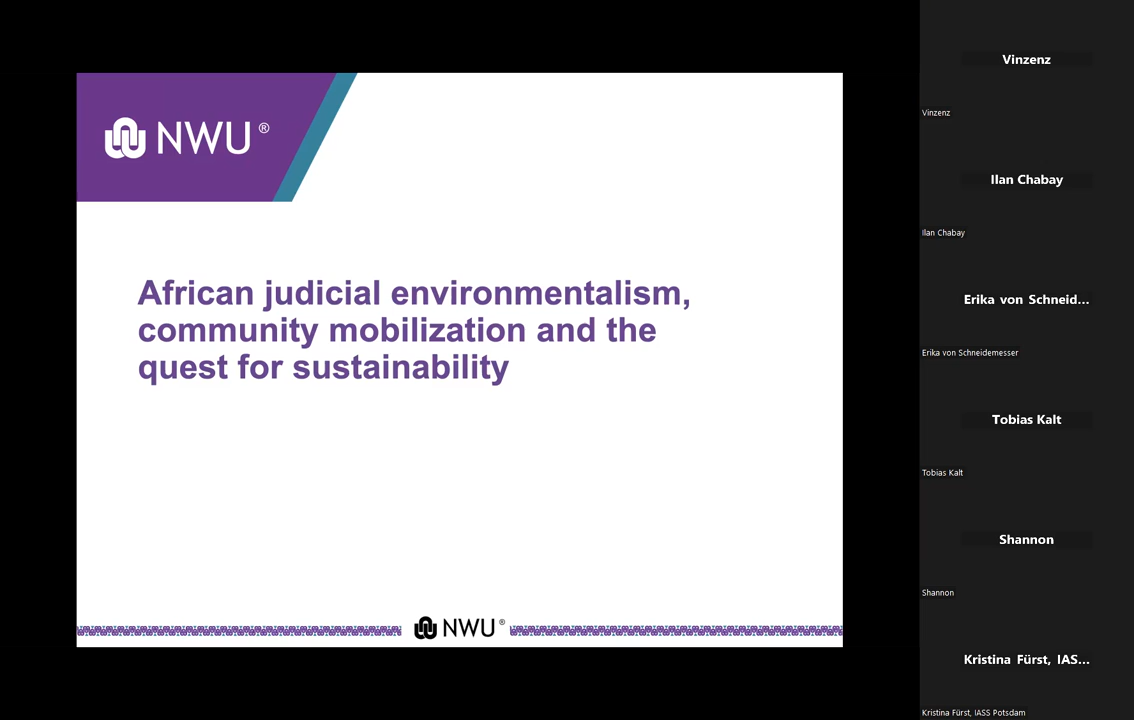 NWU®
African judicial environmentalism,
community mobilization and the
quest for sustainability
NWU®
Vinzenz
Vinzenz
Ilan Chabay
Ilan Chabay
Erika von Schneid...
Erika von Schneidemesser
Tobias Kalt
Tobias Kalt
Shannon
Shannon
Kristina Fürst, IAS...
Kristina Fürst, IASS Potsdam